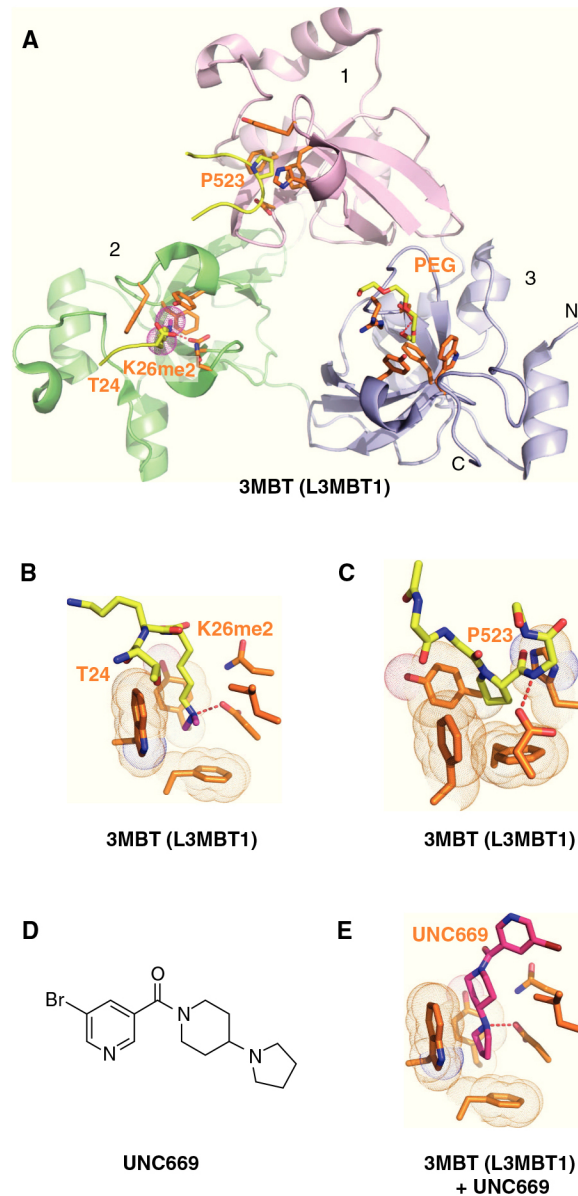 A
1
P523
2
PEG
3
N
K26me2
T24
C
3MBT (L3MBT1)
B
C
K26me2
P523
T24
3MBT (L3MBT1)
3MBT (L3MBT1)
D
E
UNC669
O
Br
N
N
N
UNC669
3MBT (L3MBT1)
+ UNC669